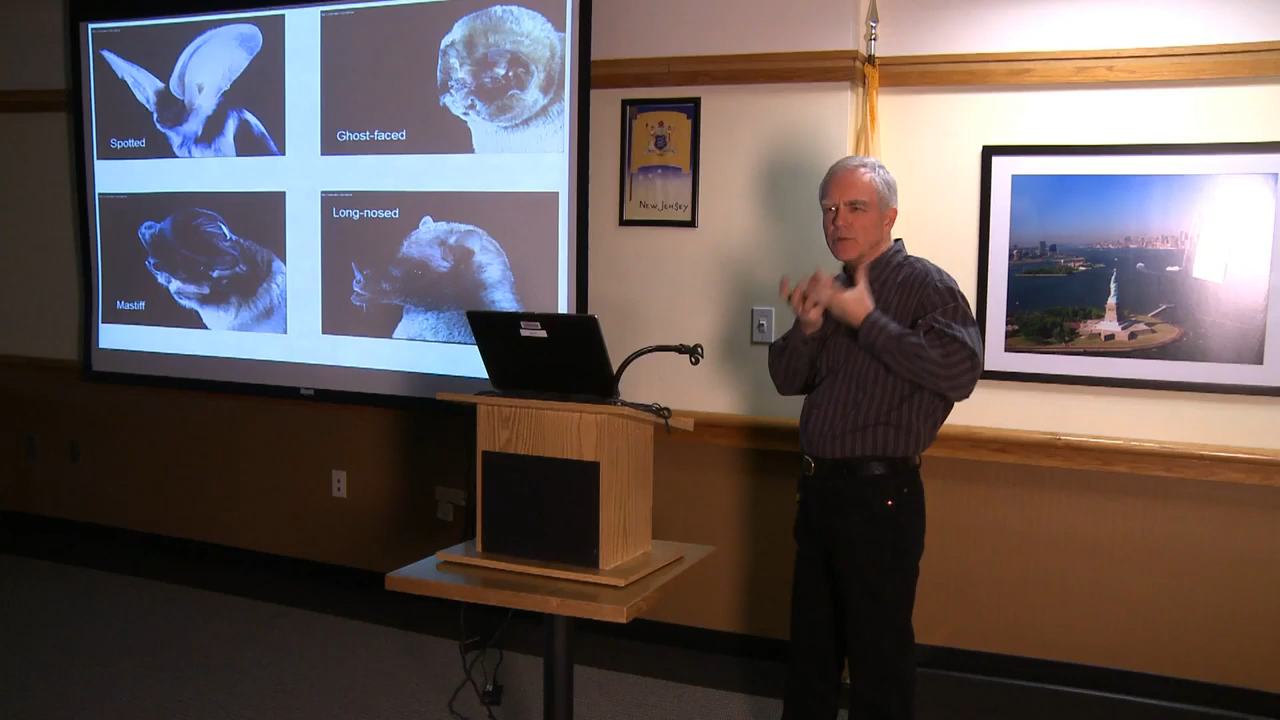 Spotted
Ghost-faced
Mastiff
Long-nosed
New Jersey